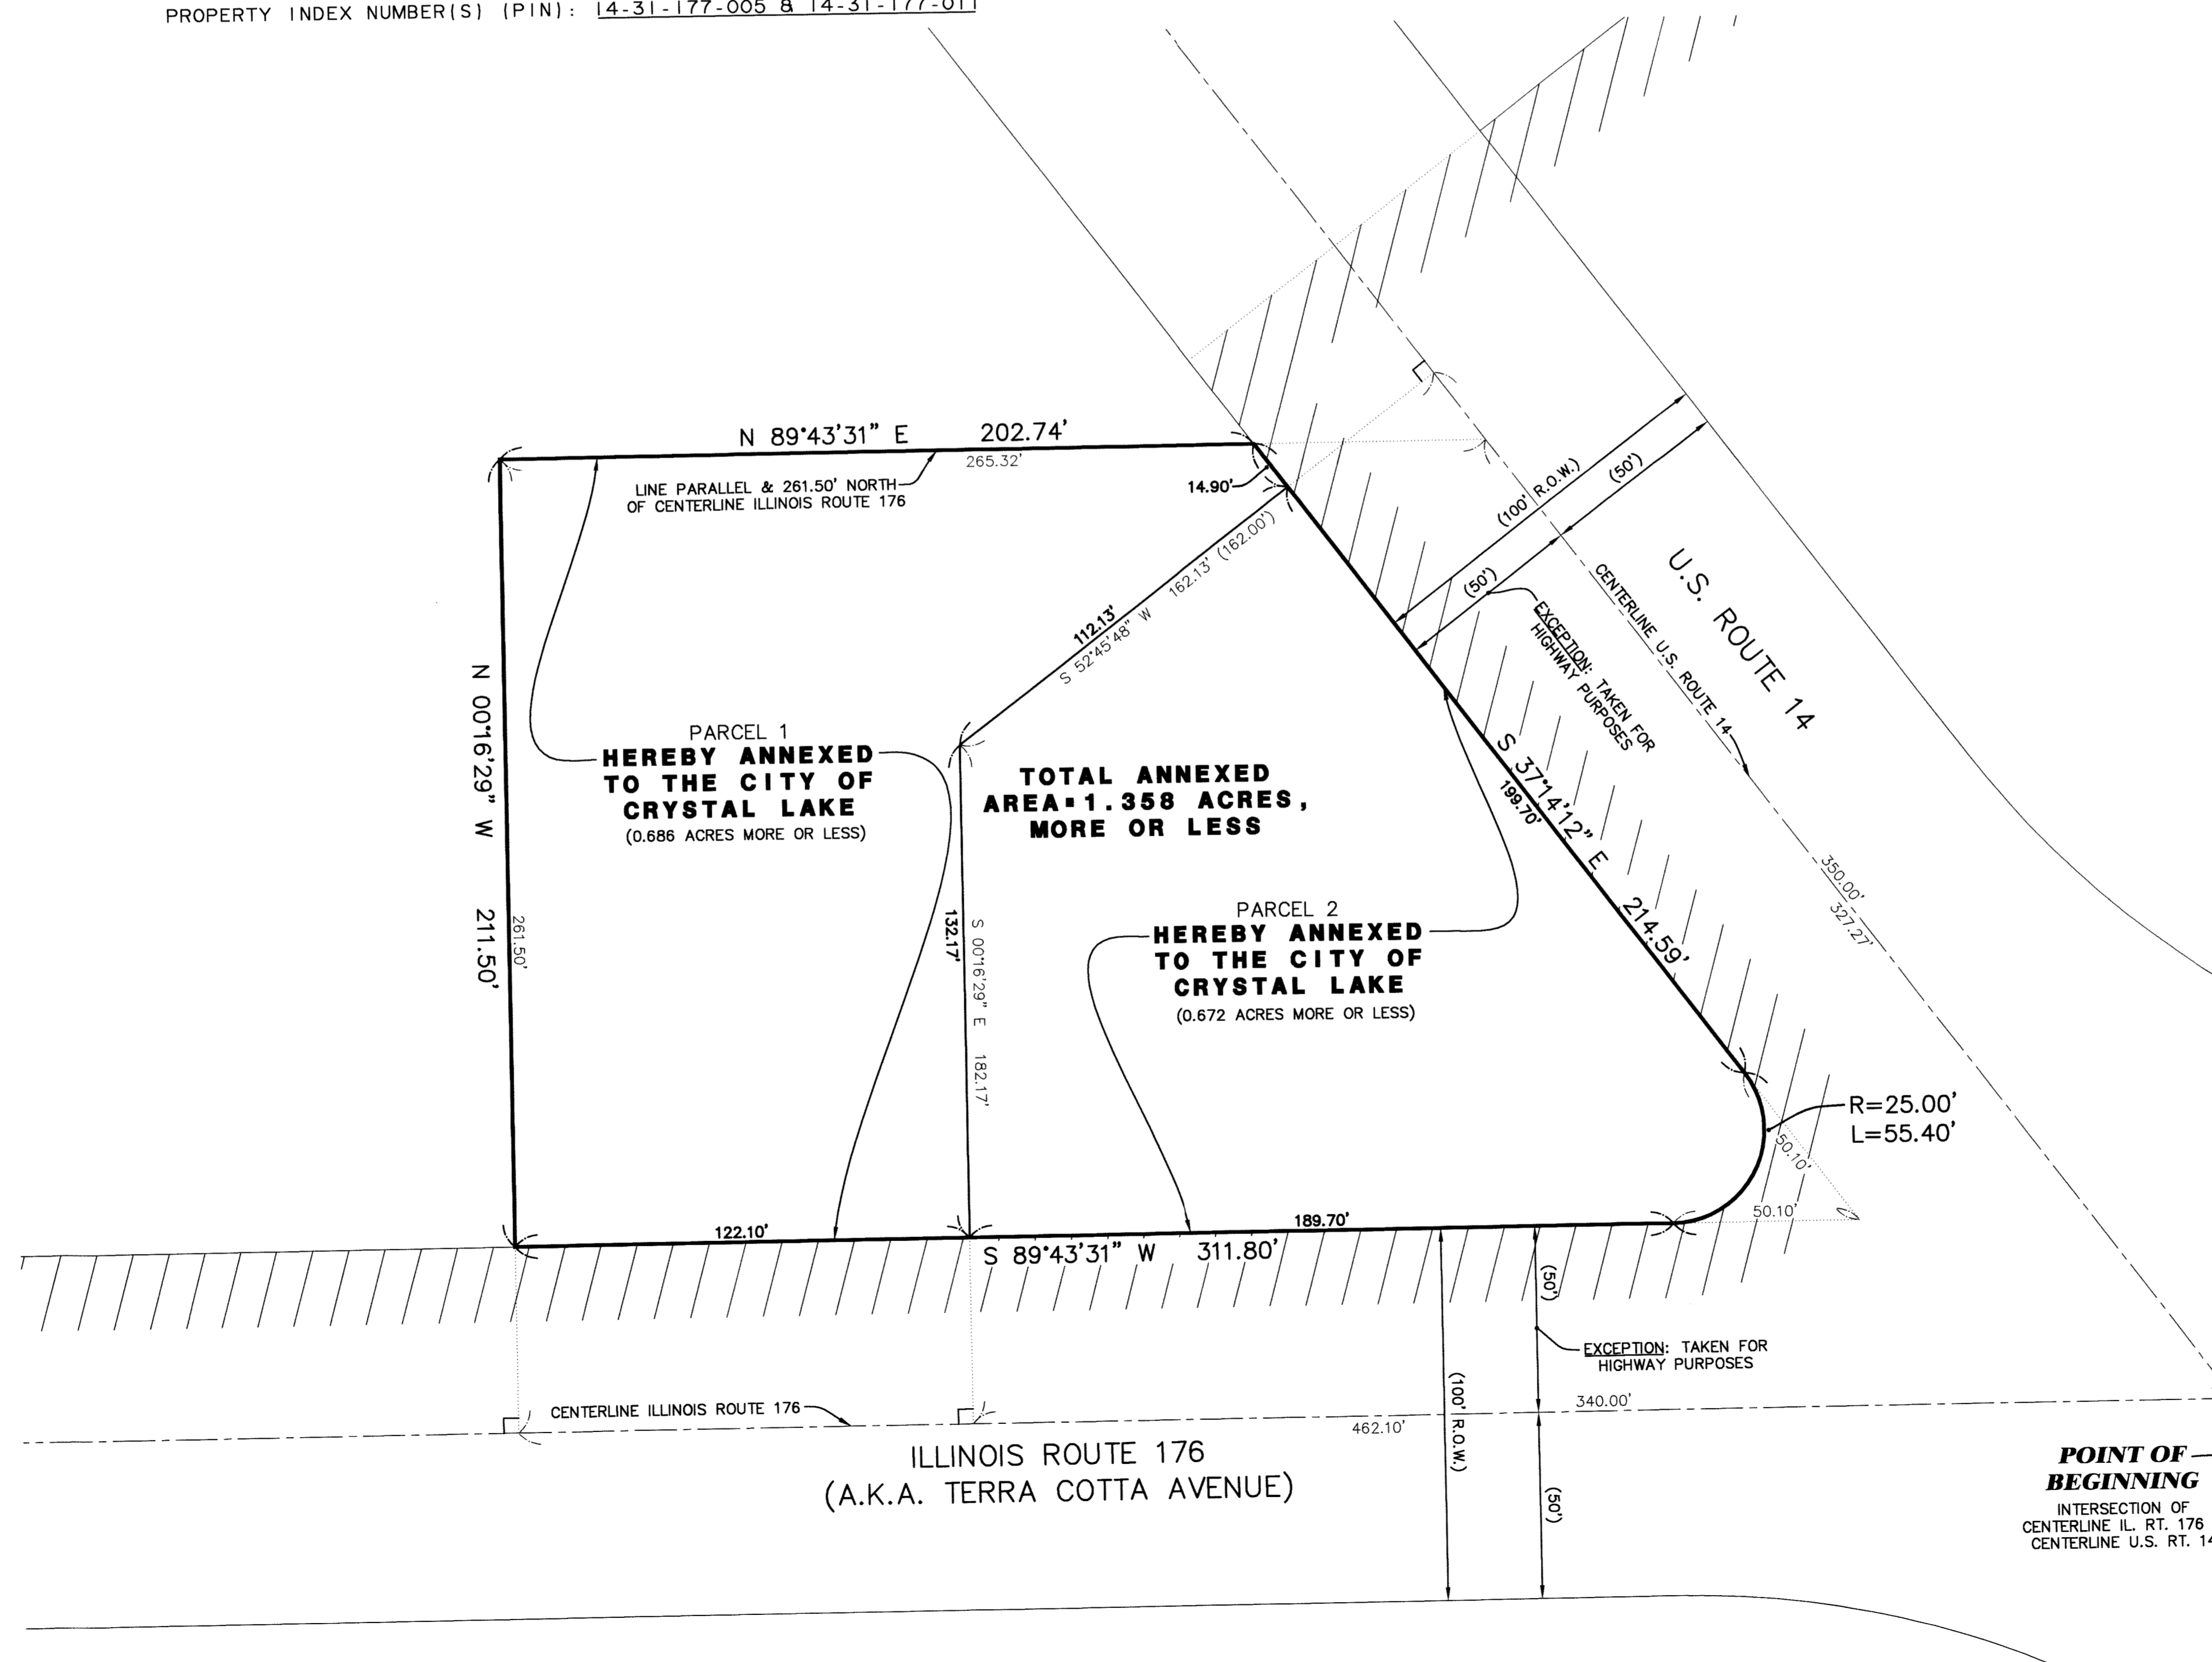 PROPERTY INDEX NUMBER(S) (PIN): 14-31-177-005 & 14-31-177-011
N 89°43'31" E 202.74'
265.32'
LINE PARALLEL & 261.50' NORTH
OF CENTERLINE ILLINOIS ROUTE 176
14.90'
(100' R.O.W.)
(50')
(50')
EXCEPTION: TAKEN FOR
HIGHWAY PURPOSES
CENTERLINE U.S. ROUTE 14
U.S. ROUTE 14
112.13'
S 52°45'48" W 162.13' (162.00')
N 00°16'29" W 211.50'
261.50'
PARCEL 1
HEREBY ANNEXED
TO THE CITY OF
CRYSTAL LAKE
(0.686 ACRES MORE OR LESS)
TOTAL ANNEXED
AREA=1.358 ACRES,
MORE OR LESS
S 37°14'12" E 214.59'
199.70'
350.00'
327.27'
132.17'
S 00°16'29" E 182.17'
PARCEL 2
HEREBY ANNEXED
TO THE CITY OF
CRYSTAL LAKE
(0.672 ACRES MORE OR LESS)
R=25.00'
L=55.40'
50.10'
50.10'
122.10'
189.70'
S 89°43'31" W 311.80'
(50')
EXCEPTION: TAKEN FOR
HIGHWAY PURPOSES
(100' R.O.W.)
340.00'
CENTERLINE ILLINOIS ROUTE 176
462.10'
ILLINOIS ROUTE 176
(A.K.A. TERRA COTTA AVENUE)
(50')
POINT OF
BEGINNING
INTERSECTION OF
CENTERLINE IL. RT. 176
CENTERLINE U.S. RT. 14